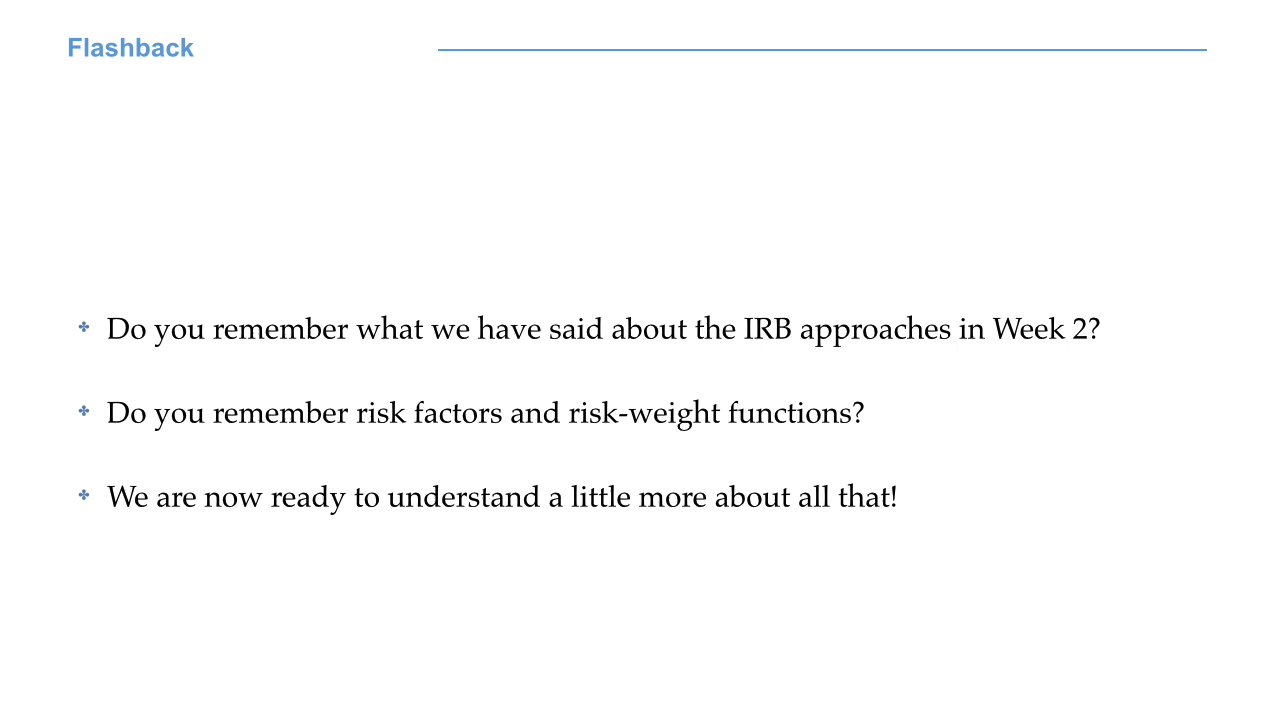 Flashback
✤ Do you remember what we have said about the IRB approaches in Week 2?
✤ Do you remember risk factors and risk-weight functions?
✤ We are now ready to understand a little more about all that!